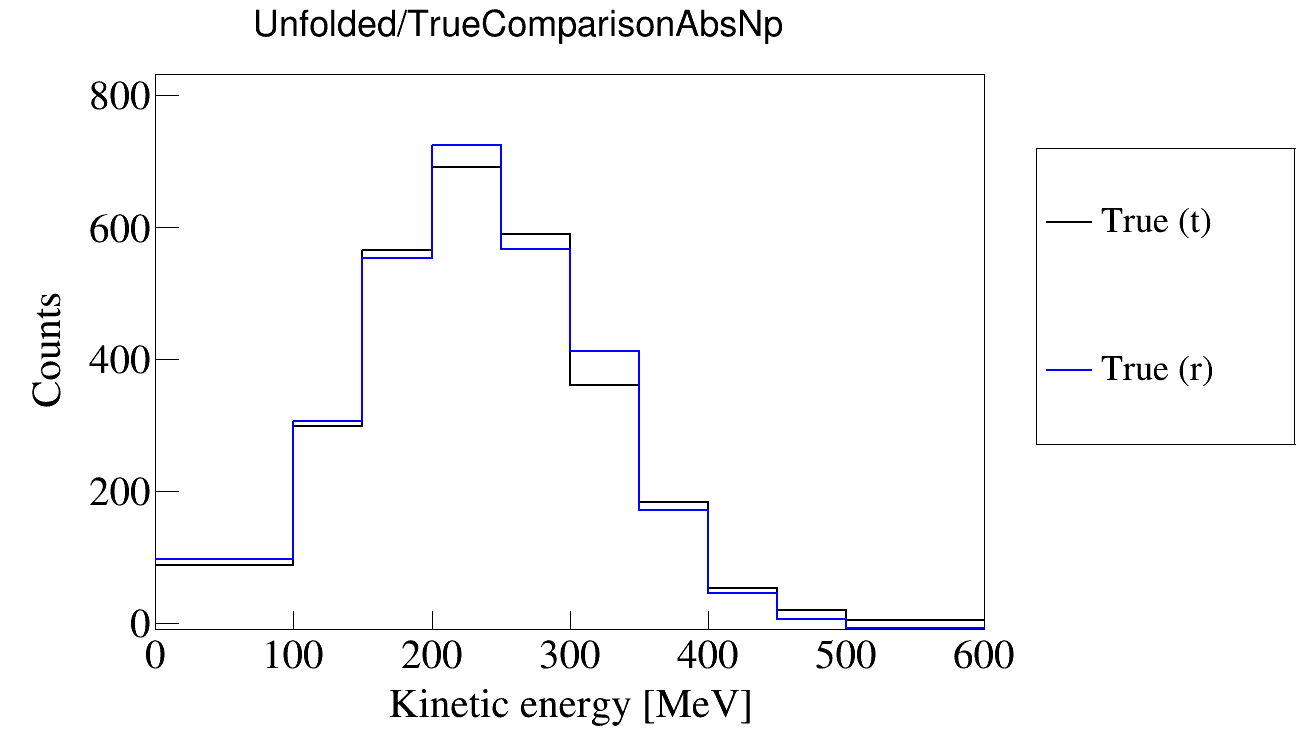 Unfolded/TrueComparisonAbsNp
800
600
400
200
0
Counts
0 100 200 300 400 500 600
Kinetic energy [MeV]
True (t)
True (r)